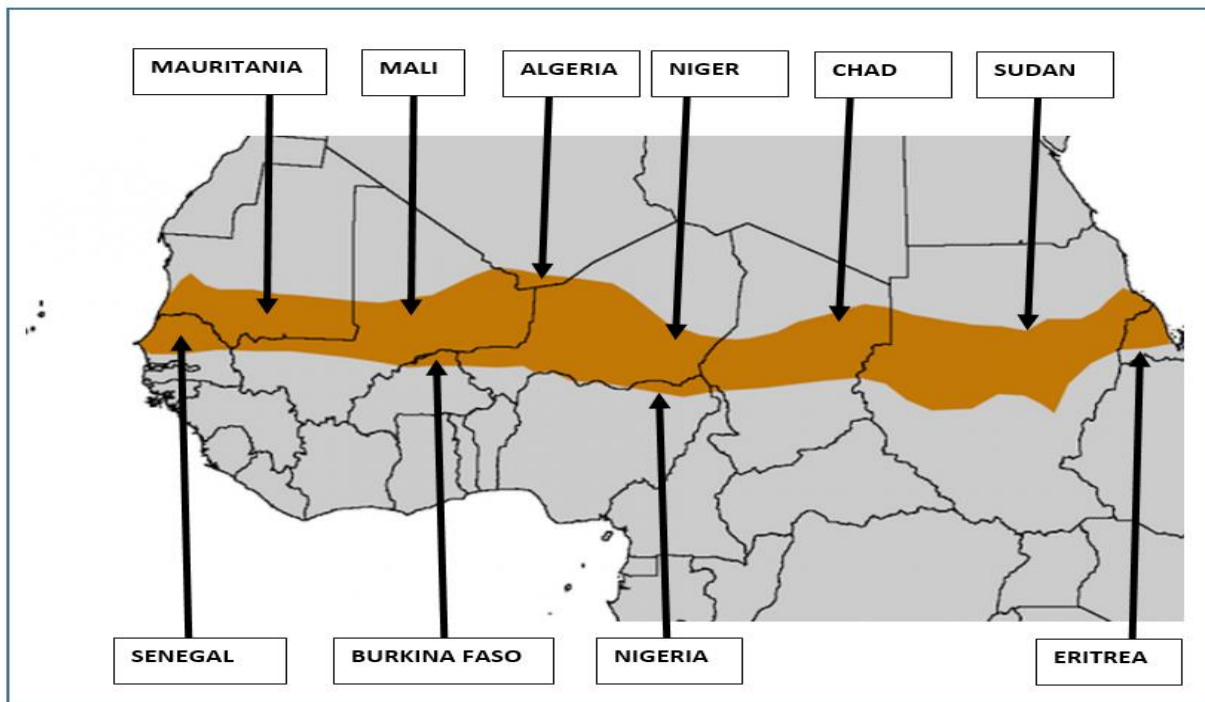 MAURITANIA
MALI
ALGERIA
NIGER
CHAD
SUDAN
SENEGAL
BURKINA FASO
NIGERIA
ERITREA